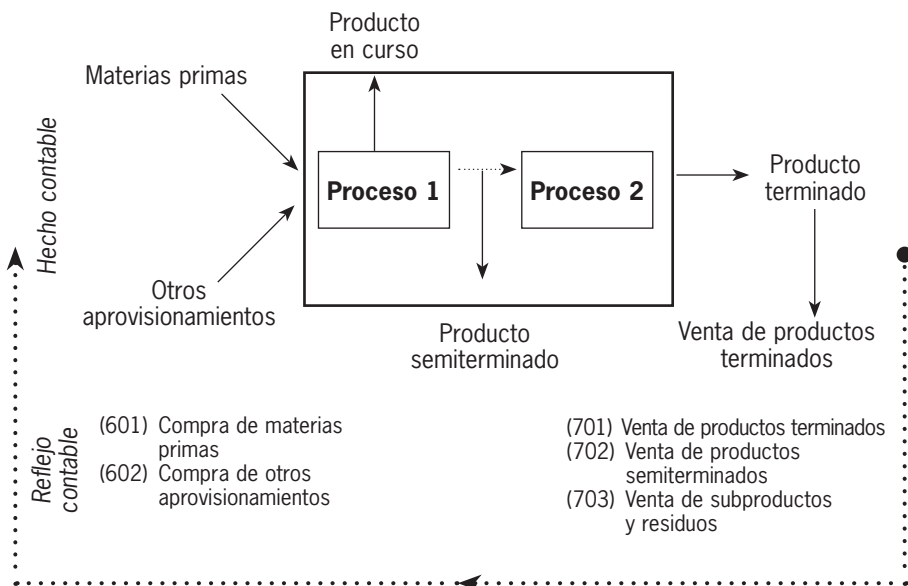 Producto
en curso
Materias primas
Hecho contable
Proceso 1
Proceso 2
Producto
terminado
Otros
aprovisionamientos
Producto
semiterminado
Venta de productos
terminados
Reflejo
contable
(601) Compra de materias
primas
(602) Compra de otros
aprovisionamientos
(701) Venta de productos terminados
(702) Venta de productos
semiterminados
(703) Venta de subproductos
y residuos